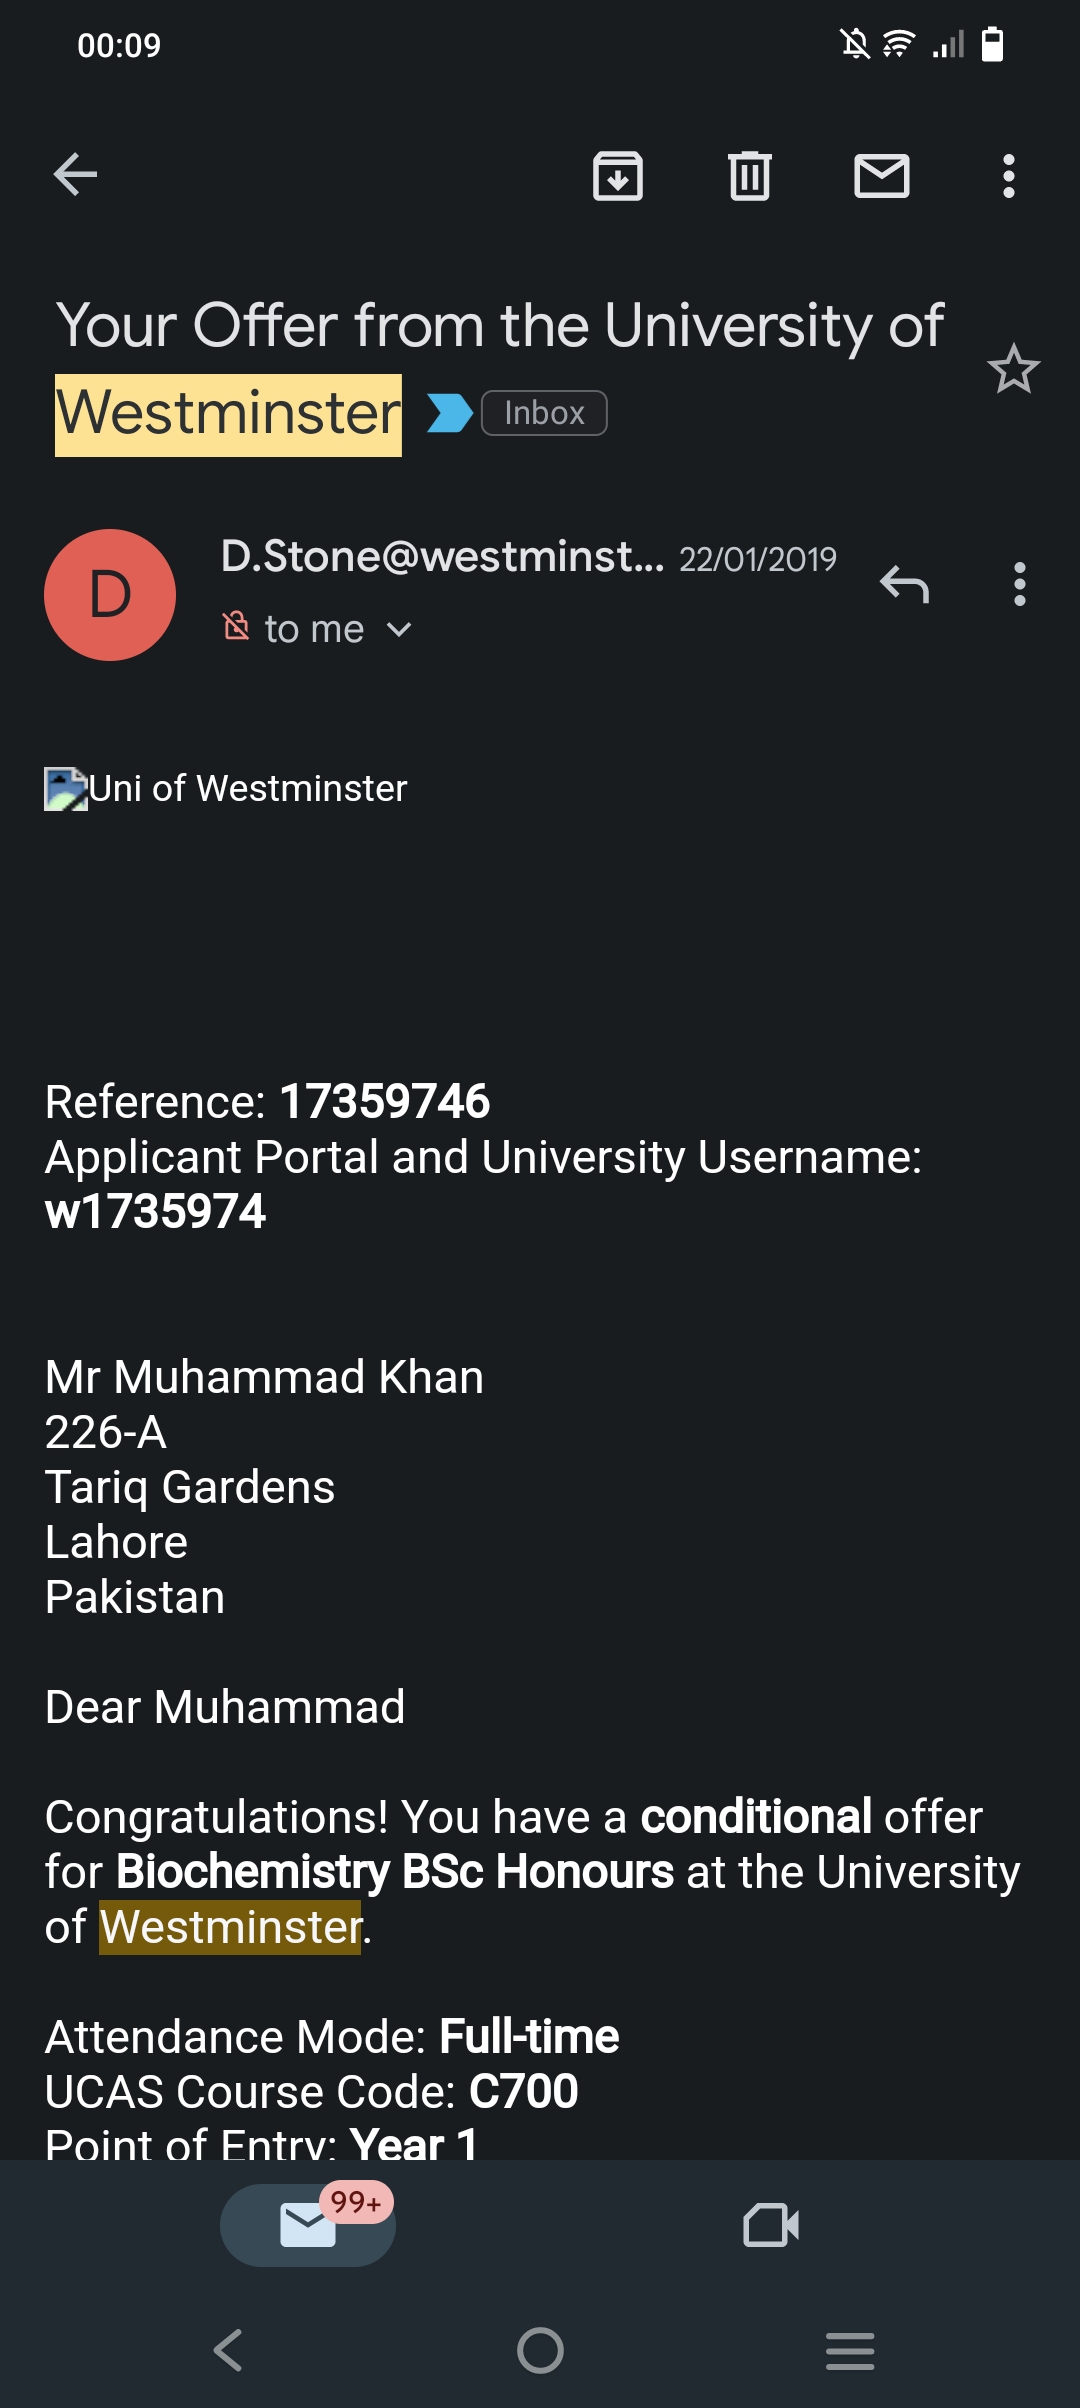 00:09
Your Offer from the University of
Westminster
Inbox
D
D.Stone@westminst... 22/01/2019
to me
Uni of Westminster
Reference: 17359746
Applicant Portal and University Username:
w1735974
Mr Muhammad Khan
226-A
Tariq Gardens
Lahore
Pakistan
Dear Muhammad
Congratulations! You have a conditional offer
for Biochemistry BSc Honours at the University
of Westminster.
Attendance Mode: Full-time
UCAS Course Code: C700
Point of Entry: Year 1
99+